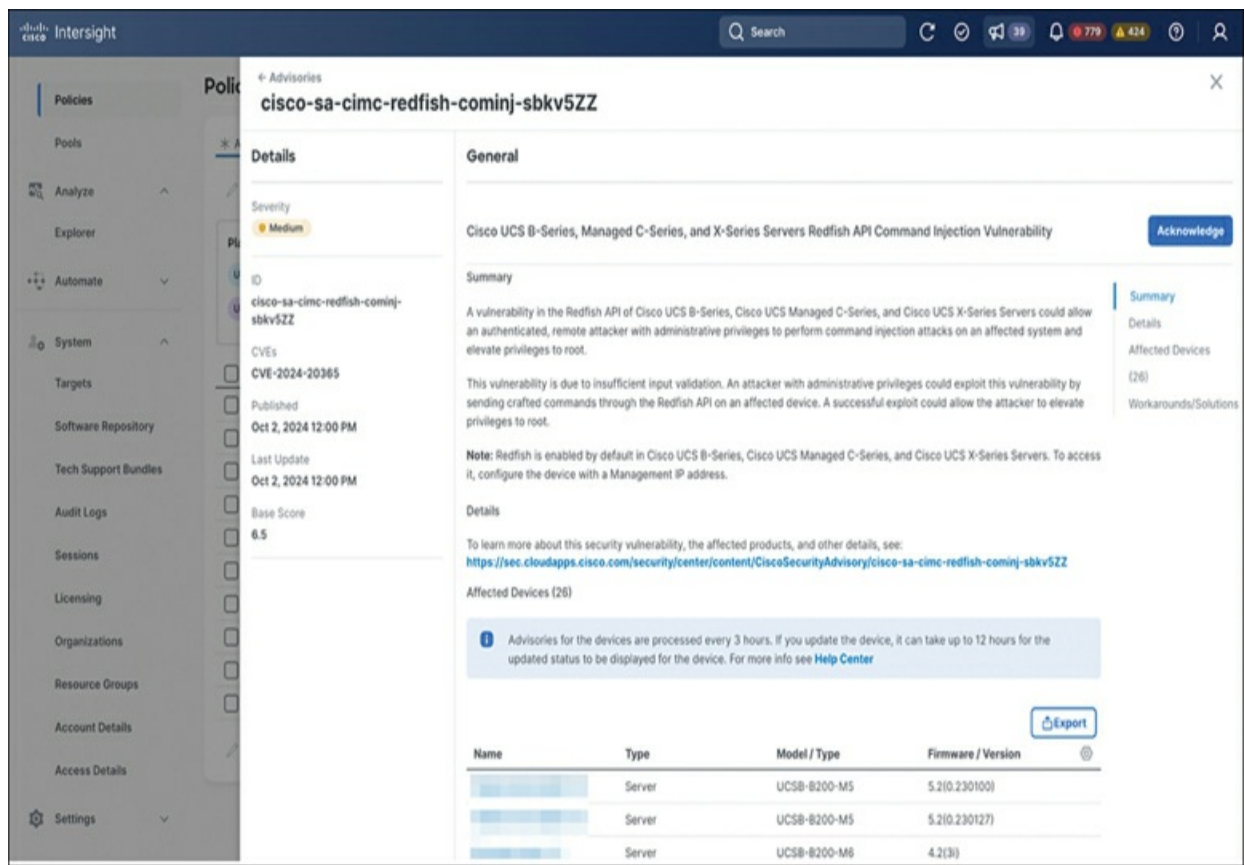 cisco Intersight
Search
39
779
424
Policies
Pools
Analyze
Explorer
Automate
System
Targets
Software Repository
Tech Support Bundles
Audit Logs
Sessions
Licensing
Organizations
Resource Groups
Account Details
Access Details
Settings
Polic
← Advisories
cisco-sa-cimc-redfish-cominj-sbkv5ZZ
Details
Severity
Medium
ID
cisco-sa-cimc-redfish-cominj-
sbkv5ZZ
CVEs
CVE-2024-20365
Published
Oct 2, 2024 12:00 PM
Last Update
Oct 2, 2024 12:00 PM
Base Score
6.5
General
Cisco UCS B-Series, Managed C-Series, and X-Series Servers Redfish API Command Injection Vulnerability
Acknowledge
Summary
A vulnerability in the Redfish API of Cisco UCS B-Series, Cisco UCS Managed C-Series, and Cisco UCS X-Series Servers could allow
an authenticated, remote attacker with administrative privileges to perform command injection attacks on an affected system and
elevate privileges to root.
This vulnerability is due to insufficient input validation. An attacker with administrative privileges could exploit this vulnerability by
sending crafted commands through the Redfish API on an affected device. A successful exploit could allow the attacker to elevate
privileges to root.
Note: Redfish is enabled by default in Cisco UCS B-Series, Cisco UCS Managed C-Series, and Cisco UCS X-Series Servers. To access
it, configure the device with a Management IP address.
Details
To learn more about this security vulnerability, the affected products, and other details, see:
https://sec.cloudapps.cisco.com/security/center/content/CiscoSecurityAdvisory/cisco-sa-cimc-redfish-cominj-sbkv5ZZ
Affected Devices (26)
Advisories for the devices are processed every 3 hours. If you update the device, it can take up to 12 hours for the
updated status to be displayed for the device. For more info see Help Center
Export
Name Type Model / Type Firmware / Version
Server UCSB-B200-M5 5.2(0.230100)
Server UCSB-B200-M5 5.2(0.230127)
Server UCSB-B200-M6 4.2(3i)
Summary
Details
Affected Devices
(26)
Workarounds/Solutions